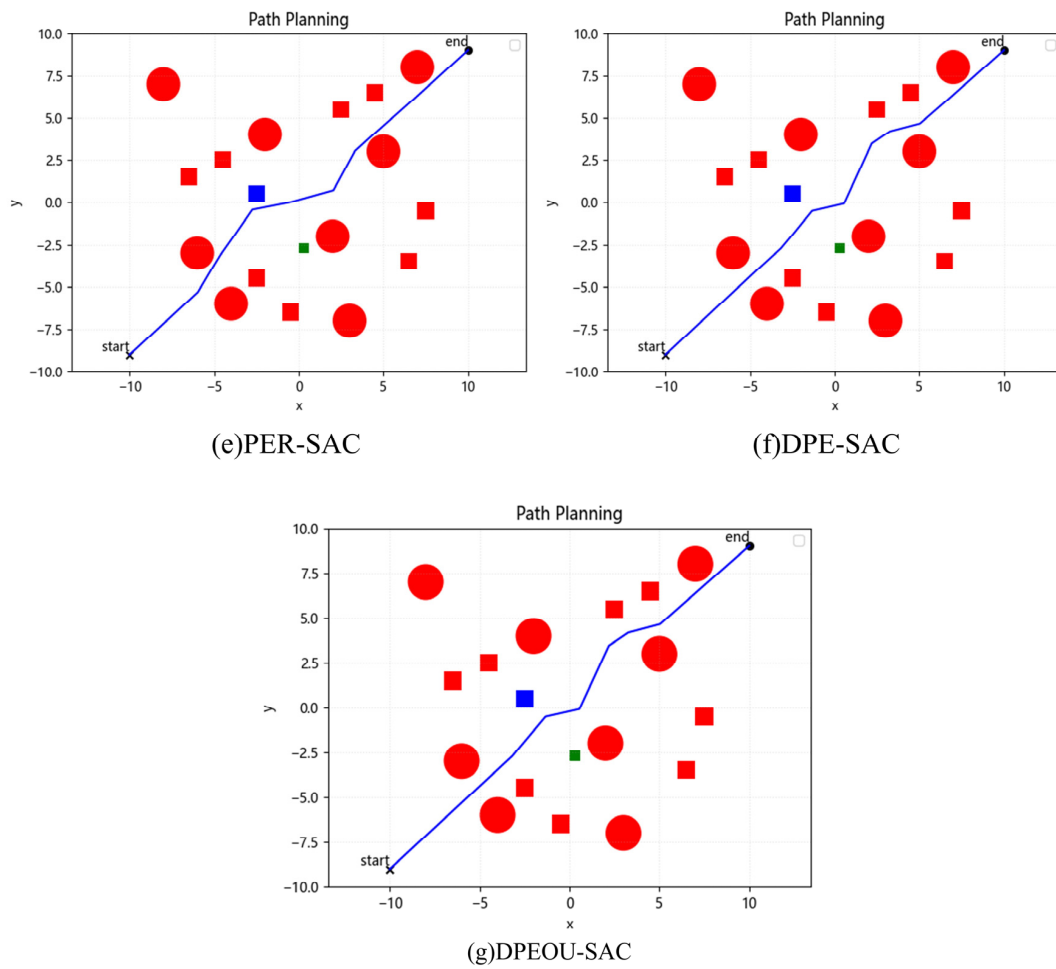 Path Planning
10.0
end
7.5
5.0
2.5
y
0.0
−2.5
−5.0
−7.5
start
−10.0
−10
−5
0
5
10
x
(e)PER-SAC
Path Planning
10.0
end
7.5
5.0
2.5
y
0.0
−2.5
−5.0
−7.5
start
−10.0
−10
−5
0
5
10
x
(f)DPE-SAC
Path Planning
10.0
end
7.5
5.0
2.5
y
0.0
−2.5
−5.0
−7.5
start
−10.0
−10
−5
0
5
10
x
(g)DPEOU-SAC